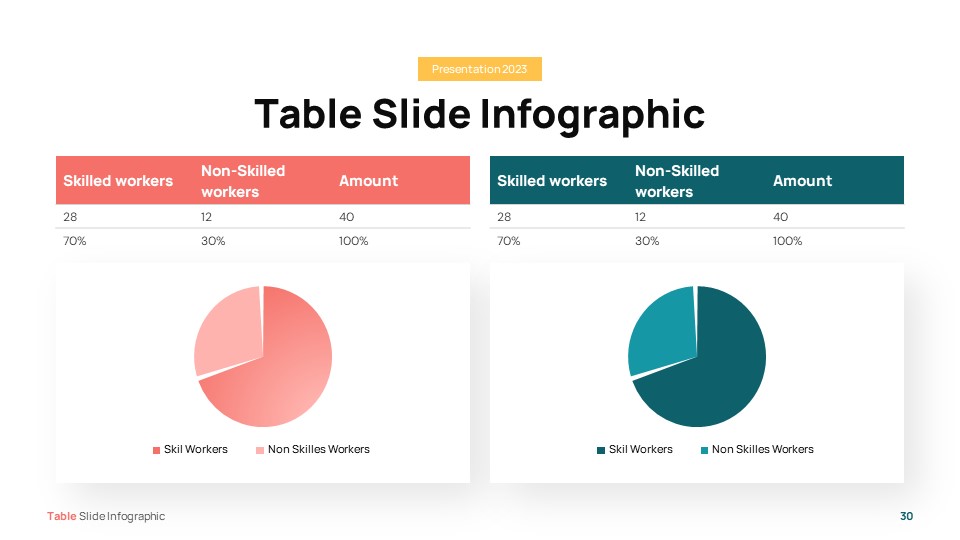 Presentation 2023
Table Slide Infographic
Skilled workers Non-Skilled workers Amount
28 12 40
70% 30% 100%
Skilled workers Non-Skilled workers Amount
28 12 40
70% 30% 100%
Skil Workers Non Skilles Workers
Skil Workers Non Skilles Workers
Table Slide Infographic
30